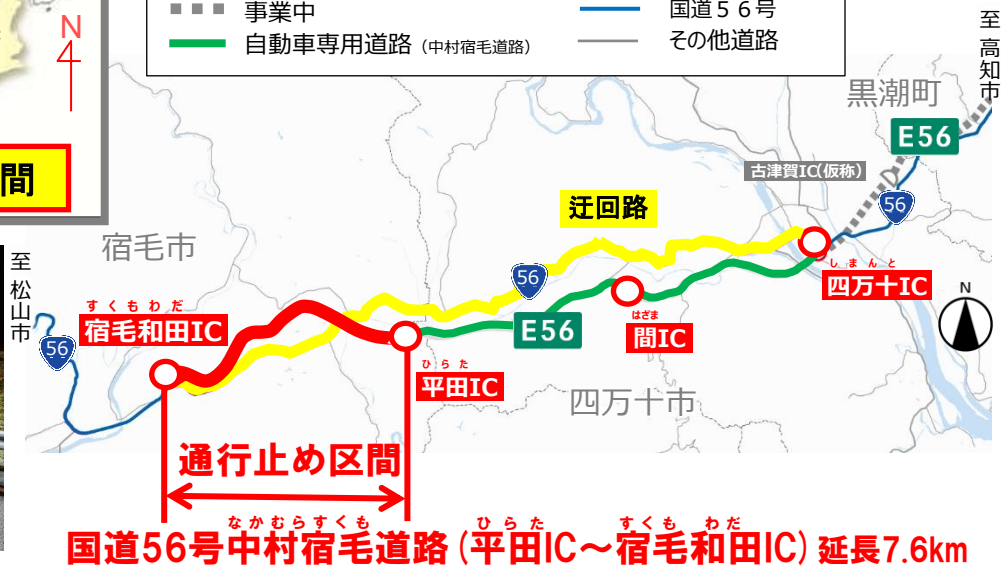 事業中
国道56号
自動車専用道路（中村宿毛道路）
その他道路
N
間
至 高知市
黒潮町
E56
古津賀IC(仮称)
56
迂回路
宿毛市
至 松山市
56
すくもわだ
宿毛和田IC
56
E56
しまんと
四万十IC
はざま
間IC
N
ひらた
平田IC
四万十市
通行止め区間
なかむらすくも ひらた すくも わだ
国道56号中村宿毛道路（平田IC～宿毛和田IC）延長7.6km